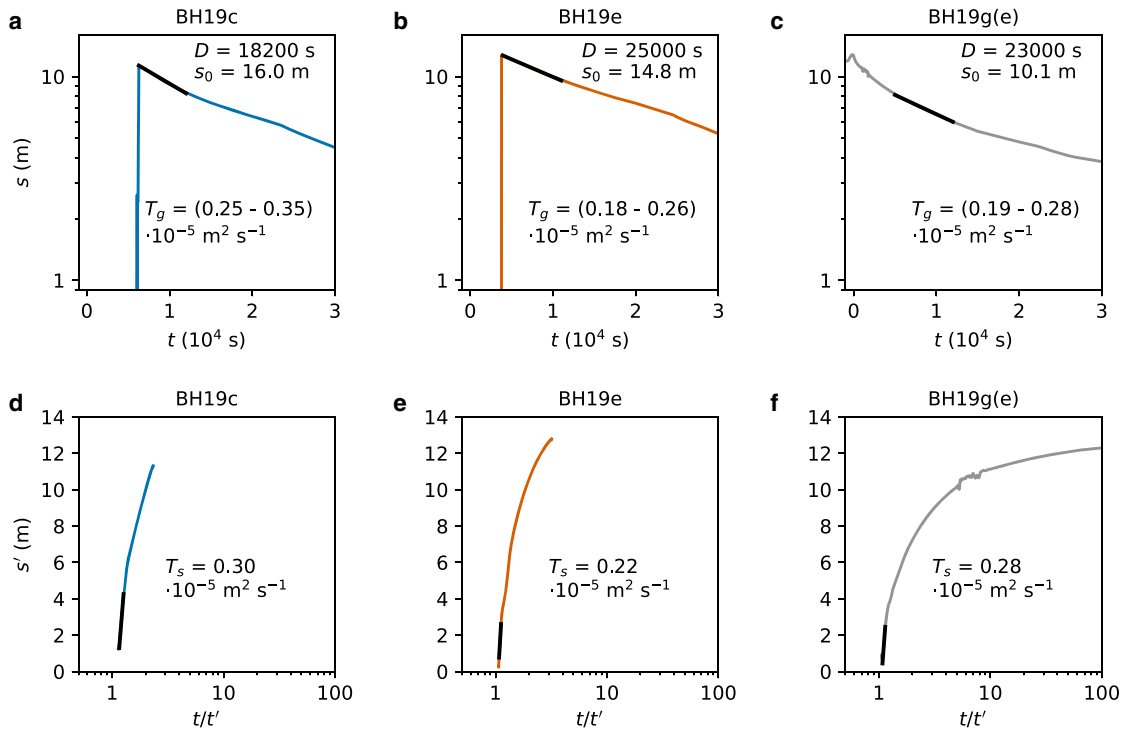 a
BH19c
D = 18200 s
s₀ = 16.0 m
T_g = (0.25 - 0.35)
·10⁻⁵ m² s⁻¹
10
1
s (m)
0
1
2
3
t (10⁴ s)
b
BH19e
D = 25000 s
s₀ = 14.8 m
T_g = (0.18 - 0.26)
·10⁻⁵ m² s⁻¹
10
1
0
1
2
3
t (10⁴ s)
c
BH19g(e)
D = 23000 s
s₀ = 10.1 m
T_g = (0.19 - 0.28)
·10⁻⁵ m² s⁻¹
10
1
0
1
2
3
t (10⁴ s)
d
BH19c
14
12
10
8
6
4
2
0
s′ (m)
T_s = 0.30
·10⁻⁵ m² s⁻¹
1
10
100
t/t′
e
BH19e
14
12
10
8
6
4
2
0
T_s = 0.22
·10⁻⁵ m² s⁻¹
1
10
100
t/t′
f
BH19g(e)
14
12
10
8
6
4
2
0
T_s = 0.28
·10⁻⁵ m² s⁻¹
1
10
100
t/t′